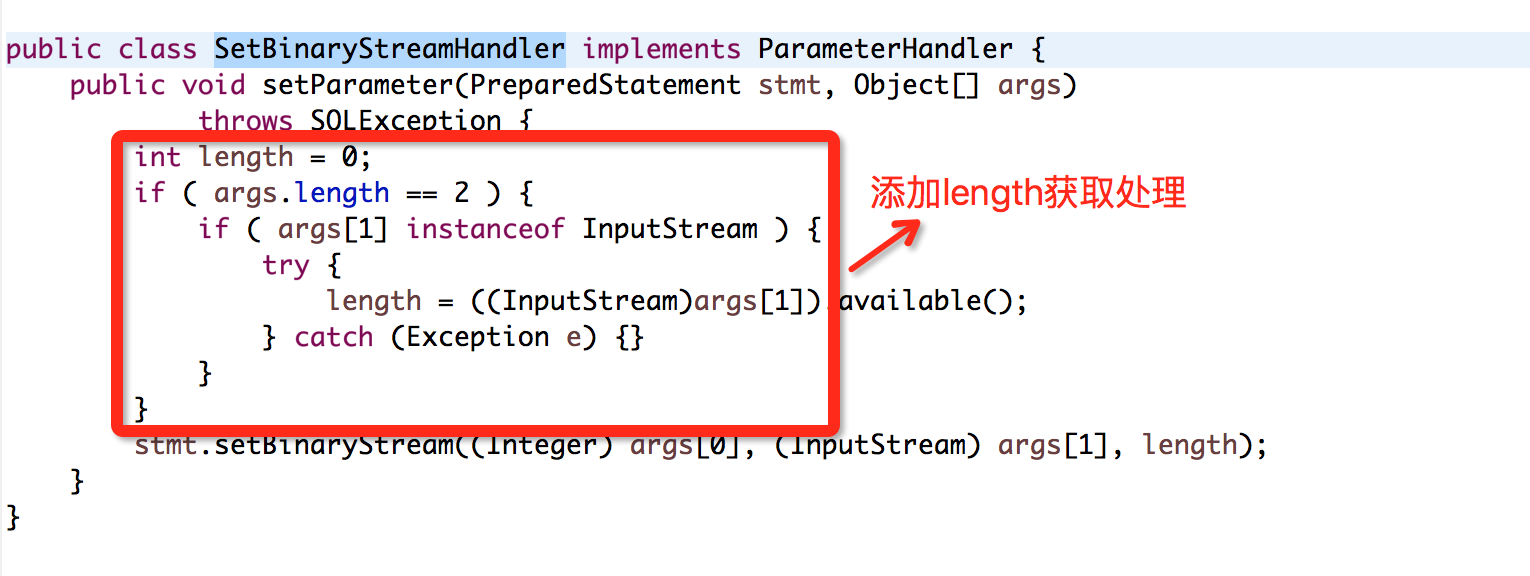 public class SetBinaryStreamHandler implements ParameterHandler {
public void setParameter(PreparedStatement stmt, Object[] args)
throws SQLException {
int length = 0;
if ( args.length == 2 ) {
if ( args[1] instanceof InputStream ) {
try {
length = ((InputStream)args[1]).available();
} catch (Exception e) {}
}
}
stmt.setBinaryStream((Integer) args[0], (InputStream) args[1], length);
}
}
添加length获取处理